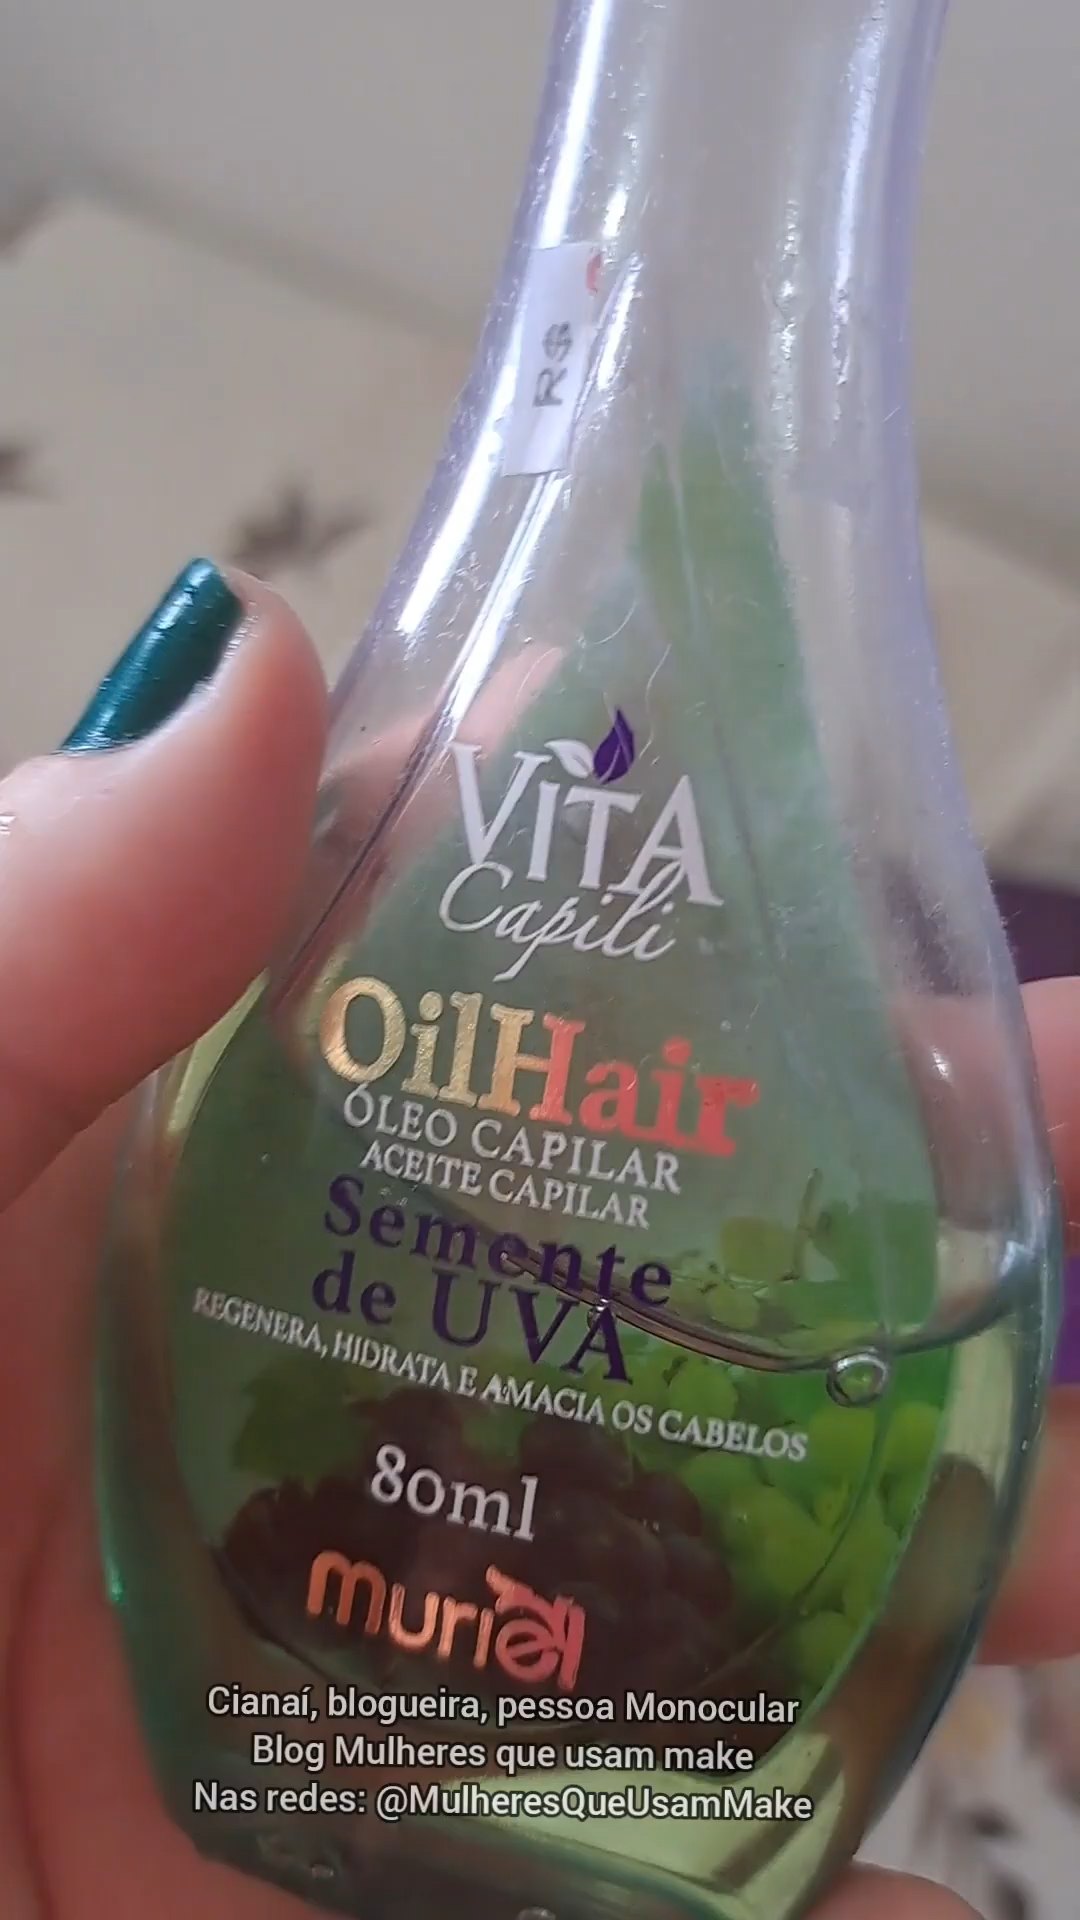 R$
VITA
Capili
OilHair
ÓLEO CAPILAR
ACEITE CAPILAR
Semente
de UVA
REGENERA, HIDRATA E AMACIA OS CABELOS
80ml
muriel
Cianaí, blogueira, pessoa Monocular
Blog Mulheres que usam make
Nas redes: @MulheresQueUsamMake